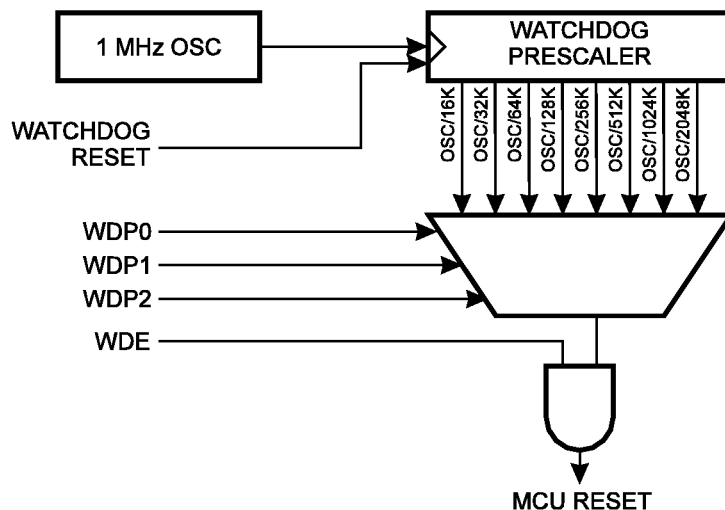 1 MHz OSC
WATCHDOG
PRESCALER
WATCHDOG
RESET
OSC/16K
OSC/32K
OSC/64K
OSC/128K
OSC/256K
OSC/512K
OSC/1024K
OSC/2048K
WDP0
WDP1
WDP2
WDE
MCU RESET